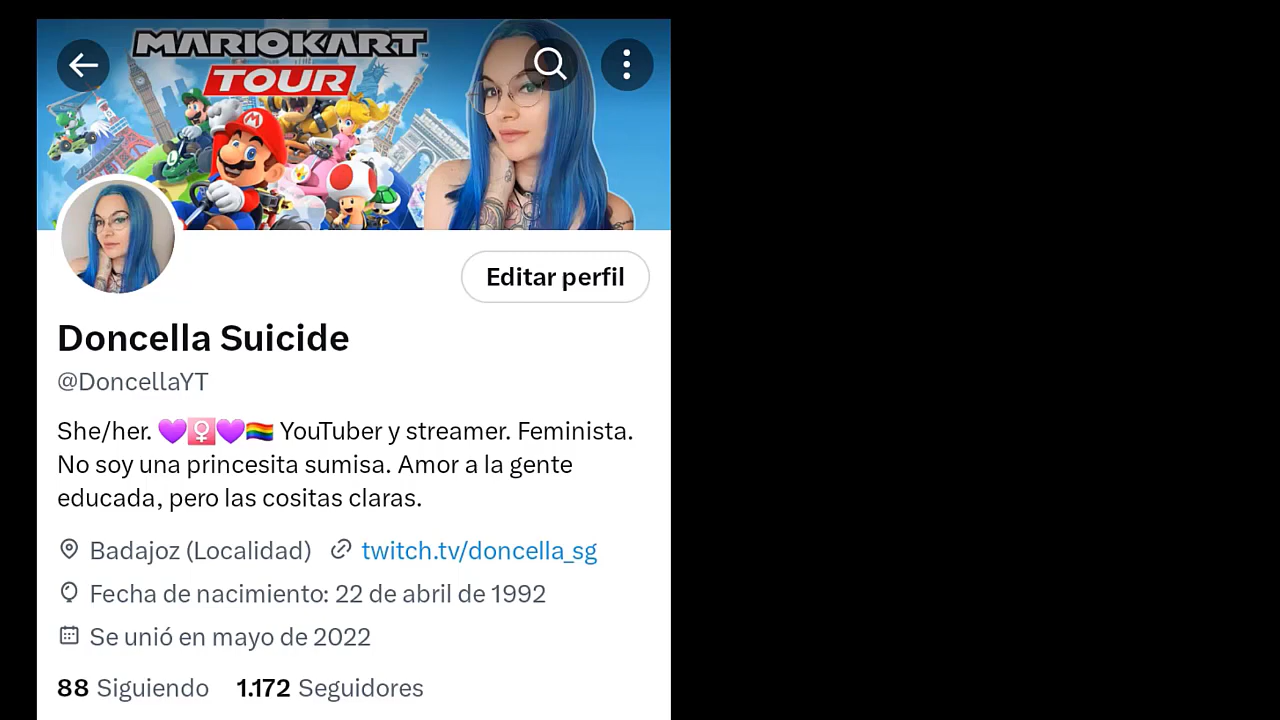 MARIOKART
TOUR
Editar perfil
Doncella Suicide
@DoncellaYT
She/her. 💜🚺💜🏳️‍🌈 YouTuber y streamer. Feminista.
No soy una princesita sumisa. Amor a la gente
educada, pero las cositas claras.
Badajoz (Localidad) twitch.tv/doncella_sg
Fecha de nacimiento: 22 de abril de 1992
Se unió en mayo de 2022
88 Siguiendo 1.172 Seguidores